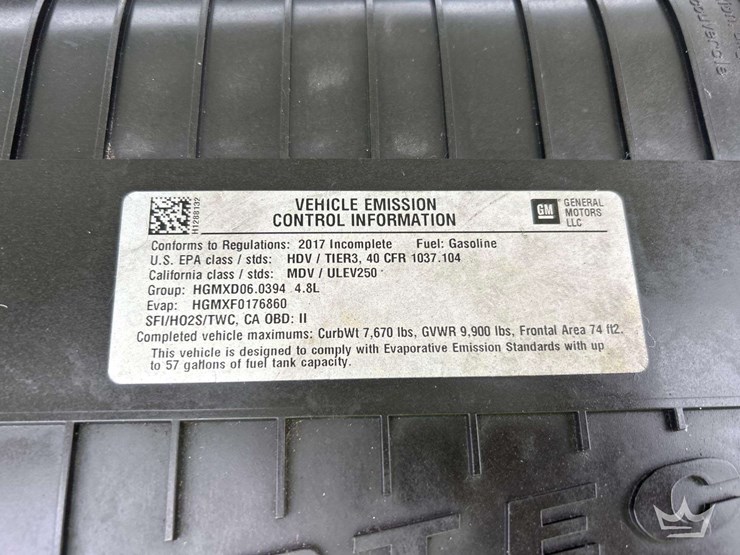 couvercle
H1288132
VEHICLE EMISSION
CONTROL INFORMATION
GM
GENERAL
MOTORS
LLC
Conforms to Regulations: 2017 Incomplete Fuel: Gasoline
U.S. EPA class / stds: HDV / TIER3, 40 CFR 1037.104
California class / stds: MDV / ULEV250
Group: HGMXD06.0394 4.8L
Evap: HGMXF0176860
SFI/HO2S/TWC, CA OBD: II
Completed vehicle maximums: CurbWt 7,670 lbs, GVWR 9,900 lbs, Frontal Area 74 ft2.
This vehicle is designed to comply with Evaporative Emission Standards with up
to 57 gallons of fuel tank capacity.